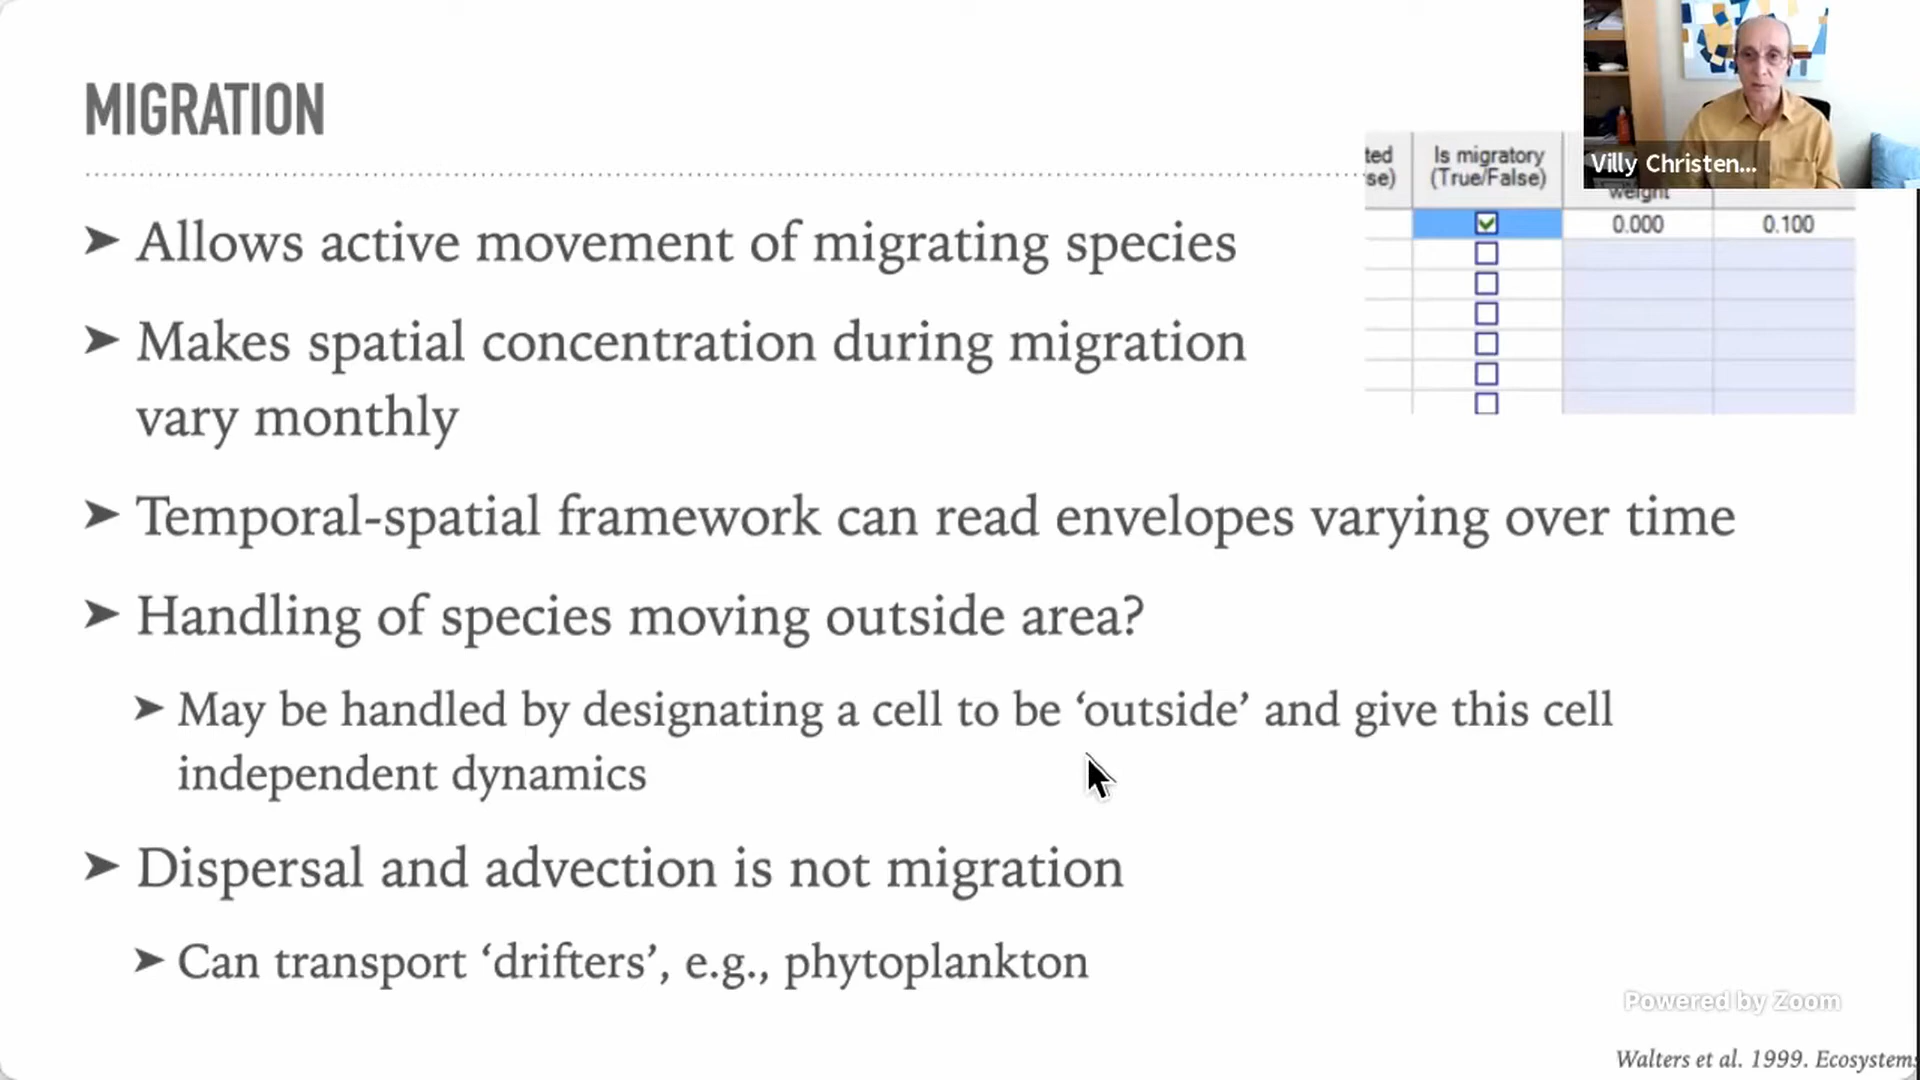 MIGRATION
Villy Christen...
ted
se)
Is migratory
(True/False)
weight
0.000
0.100
➤ Allows active movement of migrating species
➤ Makes spatial concentration during migration
vary monthly
➤ Temporal-spatial framework can read envelopes varying over time
➤ Handling of species moving outside area?
➤ May be handled by designating a cell to be ‘outside’ and give this cell
independent dynamics
➤ Dispersal and advection is not migration
➤ Can transport ‘drifters’, e.g., phytoplankton
Powered by Zoom
Walters et al. 1999. Ecosystems